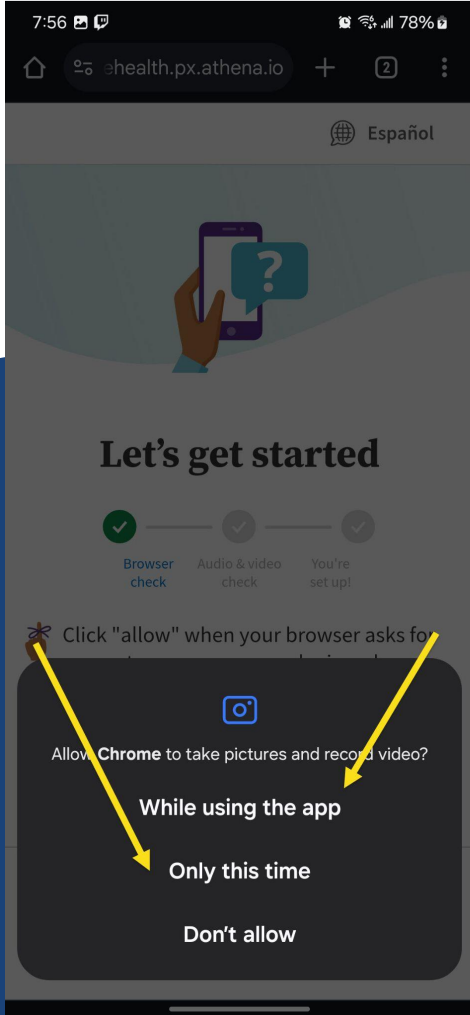 7:56 78%
ehealth.px.athena.io + 2
Español
?
Let's get started
Browser check
Audio & video check
You're set up!
Click "allow" when your browser asks for
Allow Chrome to take pictures and record video?
While using the app
Only this time
Don't allow